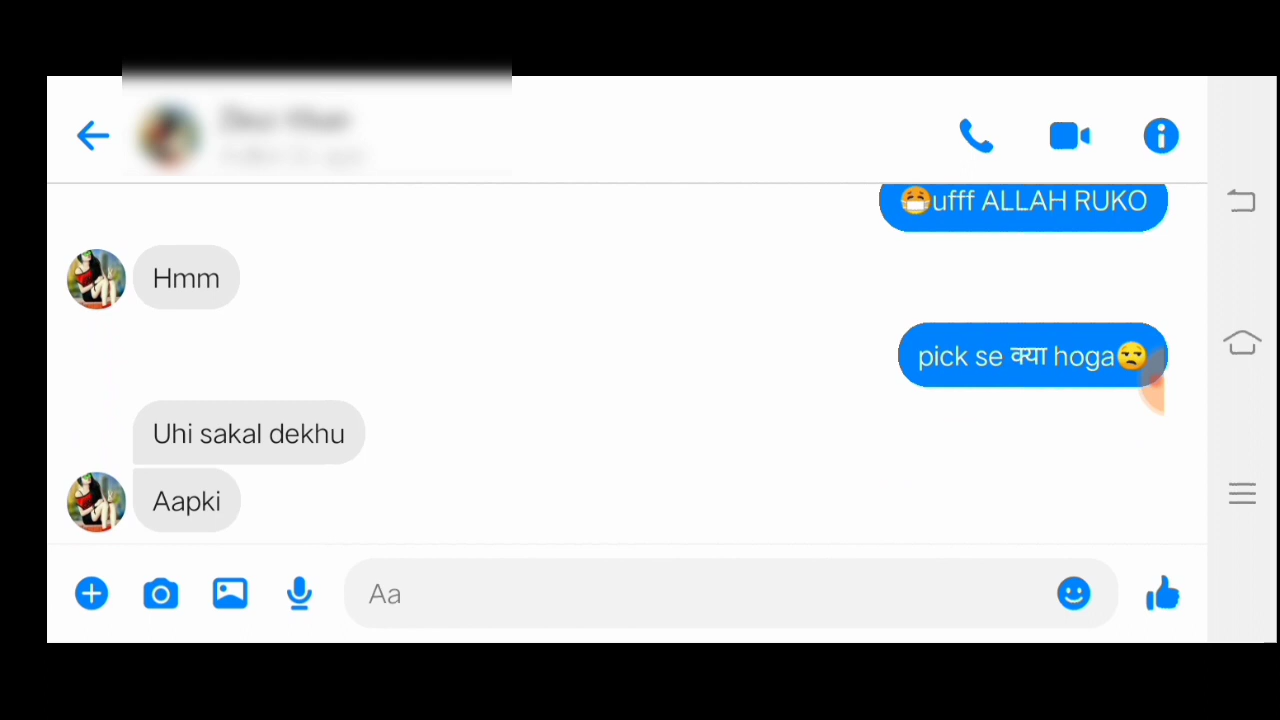 😷ufff ALLAH RUKO
Hmm
pick se क्या hoga😒
Uhi sakal dekhu
Aapki
Aa